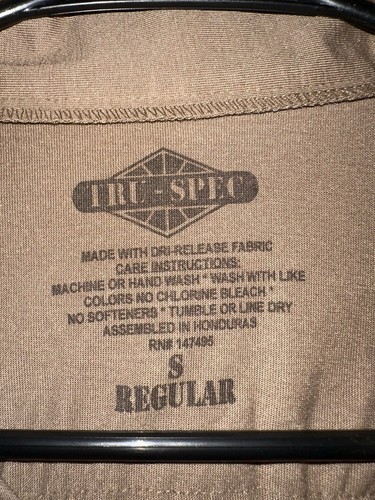 TRU-SPEC
MADE WITH DRI-RELEASE FABRIC
CARE INSTRUCTIONS:
MACHINE OR HAND WASH * WASH WITH LIKE
COLORS NO CHLORINE BLEACH *
NO SOFTENERS * TUMBLE OR LINE DRY
ASSEMBLED IN HONDURAS
RN# 147495
S
REGULAR